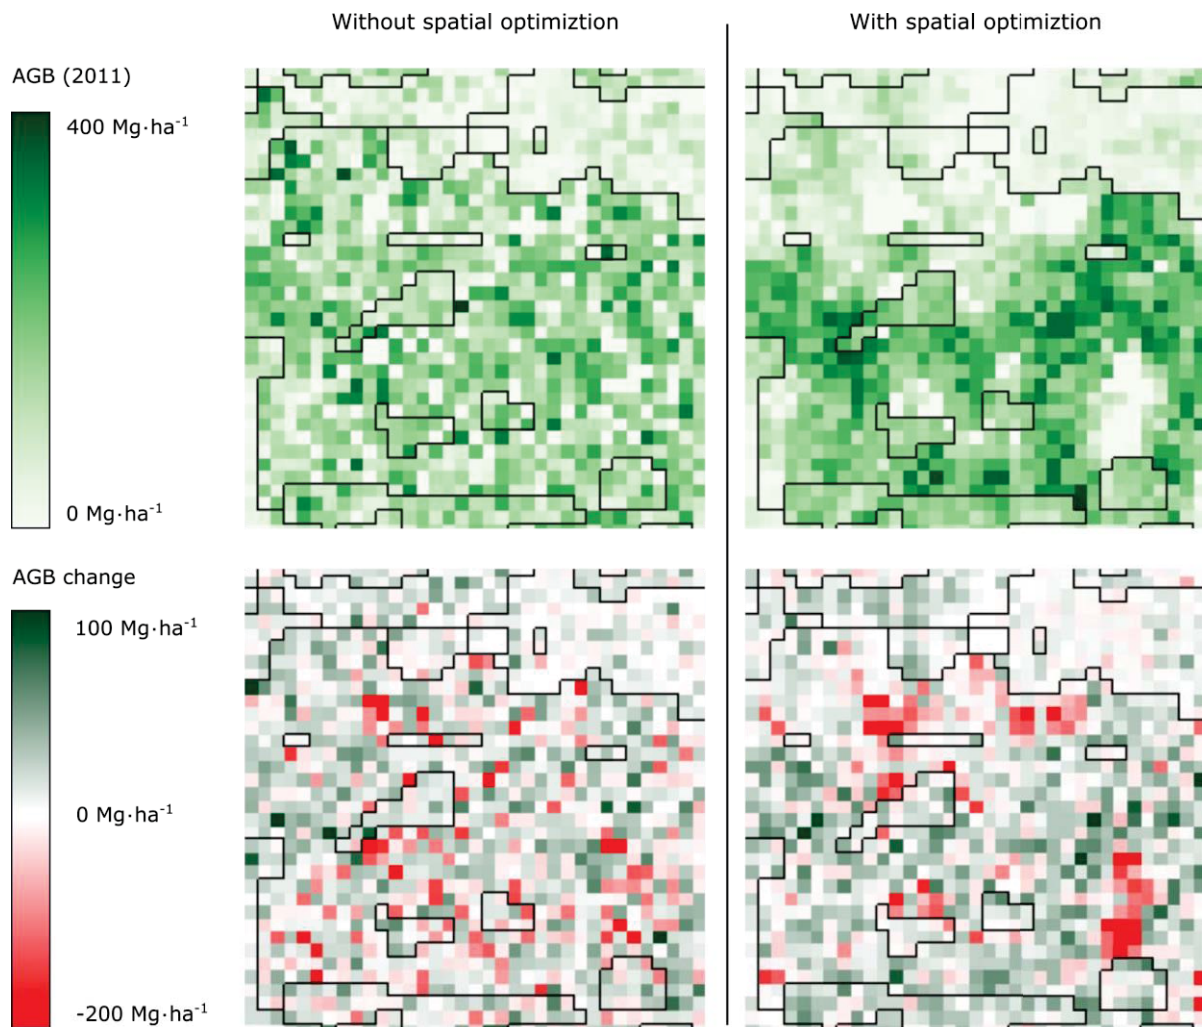 Without spatial optimiztion
With spatial optimiztion
AGB (2011)
400 Mg·ha⁻¹
0 Mg·ha⁻¹
AGB change
100 Mg·ha⁻¹
0 Mg·ha⁻¹
-200 Mg·ha⁻¹